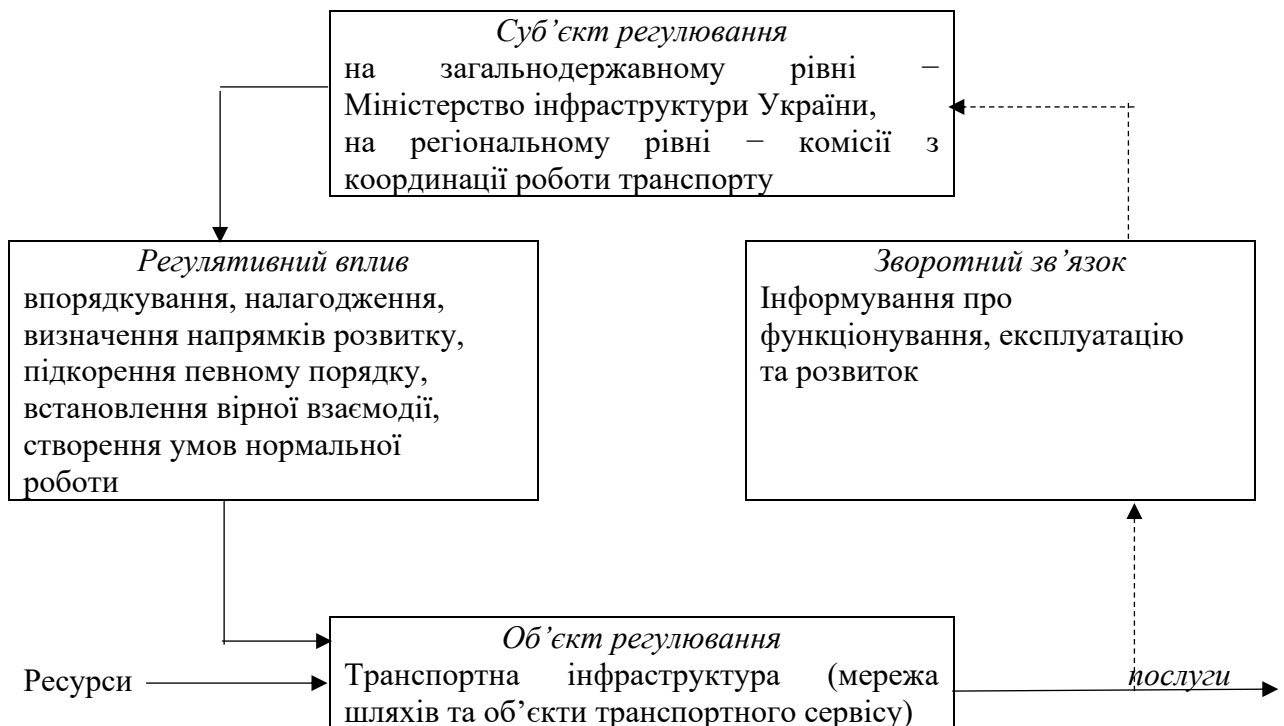 Суб’єкт регулювання
на загальнодержавному рівні −
Міністерство інфраструктури України,
на регіональному рівні − комісії з
координації роботи транспорту
Регулятивний вплив
впорядкування, налагодження,
визначення напрямків розвитку,
підкорення певному порядку,
встановлення вірної взаємодії,
створення умов нормальної
роботи
Зворотний зв’язок
Інформування про
функціонування, експлуатацію
та розвиток
Об’єкт регулювання
Ресурси
Транспортна інфраструктура (мережа
шляхів та об’єкти транспортного сервісу)
послуги